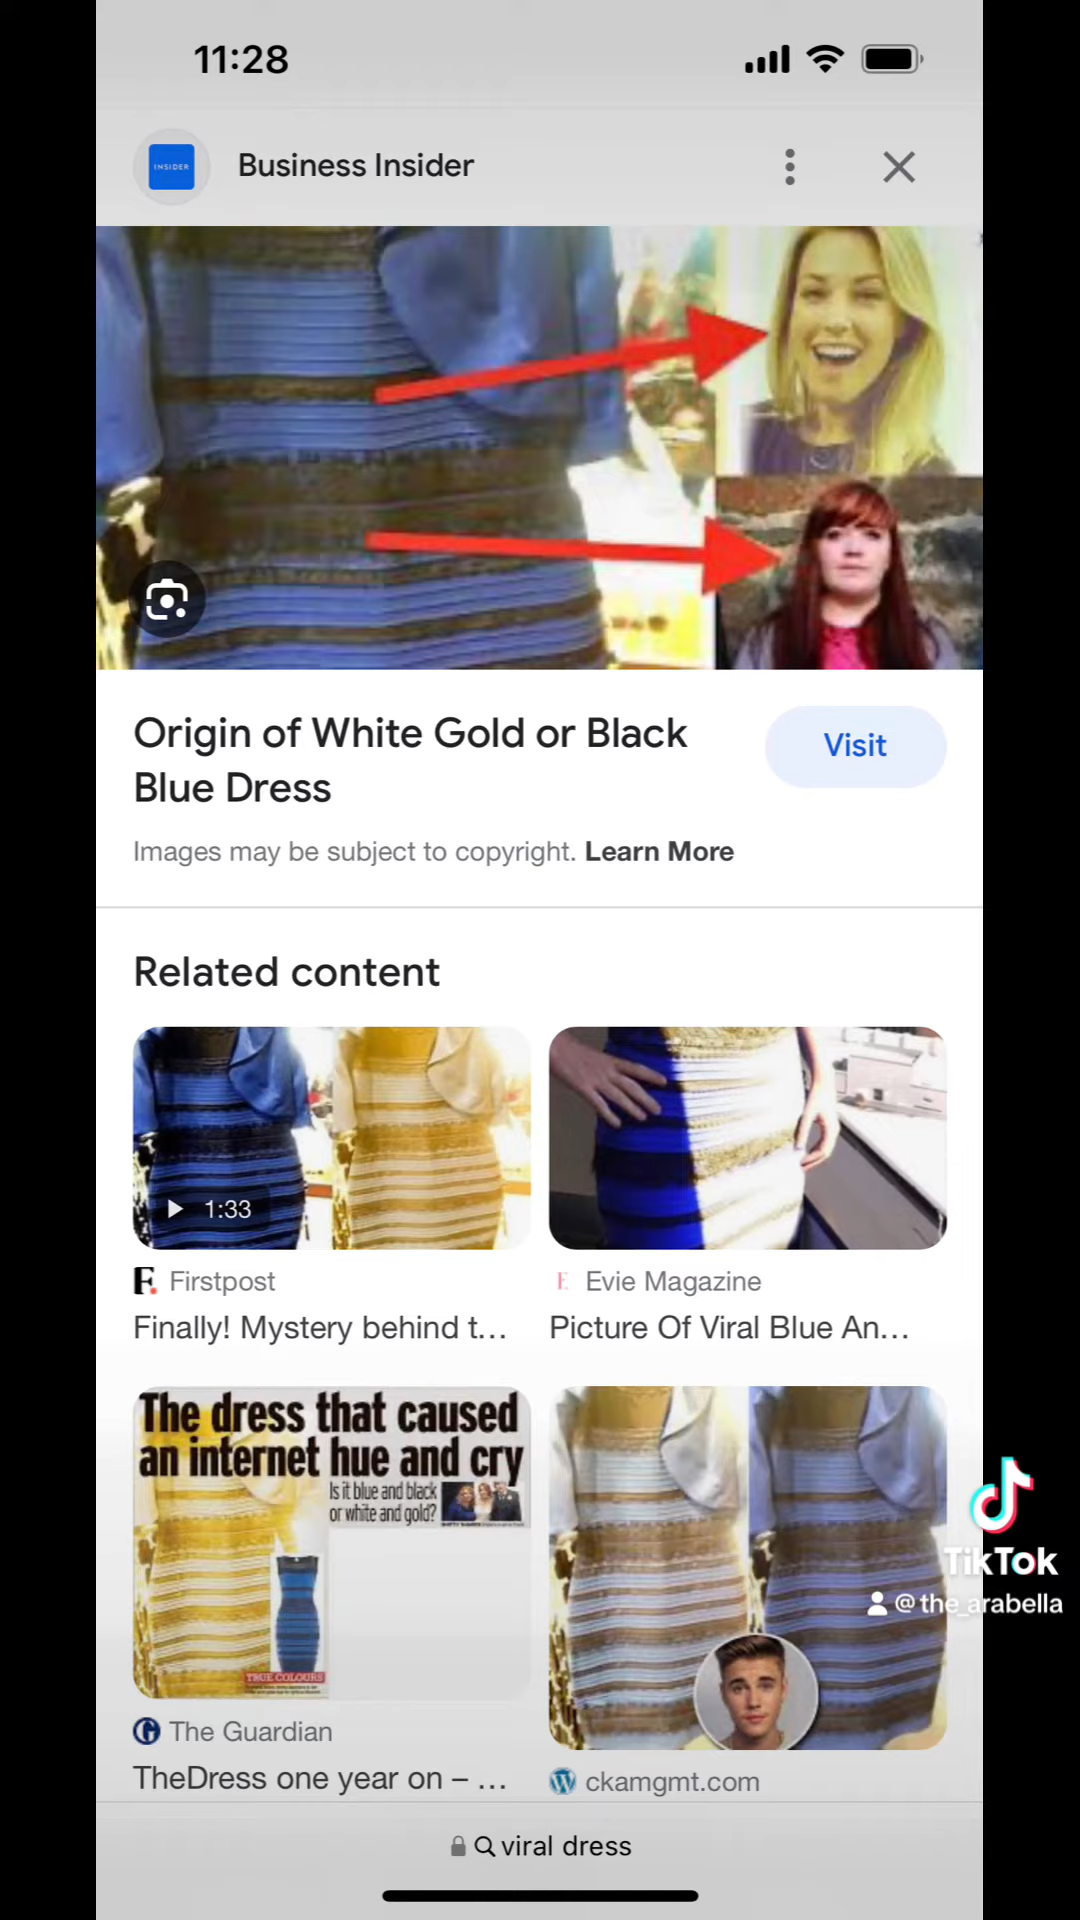 11:28
INSIDER
Business Insider
Origin of White Gold or Black
Blue Dress
Visit
Images may be subject to copyright. Learn More
Related content
1:33
F. Firstpost
Finally! Mystery behind t...
E Evie Magazine
Picture Of Viral Blue An...
The dress that caused
an internet hue and cry
Is it blue and black
or white and gold?
TRUE COLOURS
G The Guardian
TheDress one year on – ...
W ckamgmt.com
TikTok
@the_arabella
viral dress